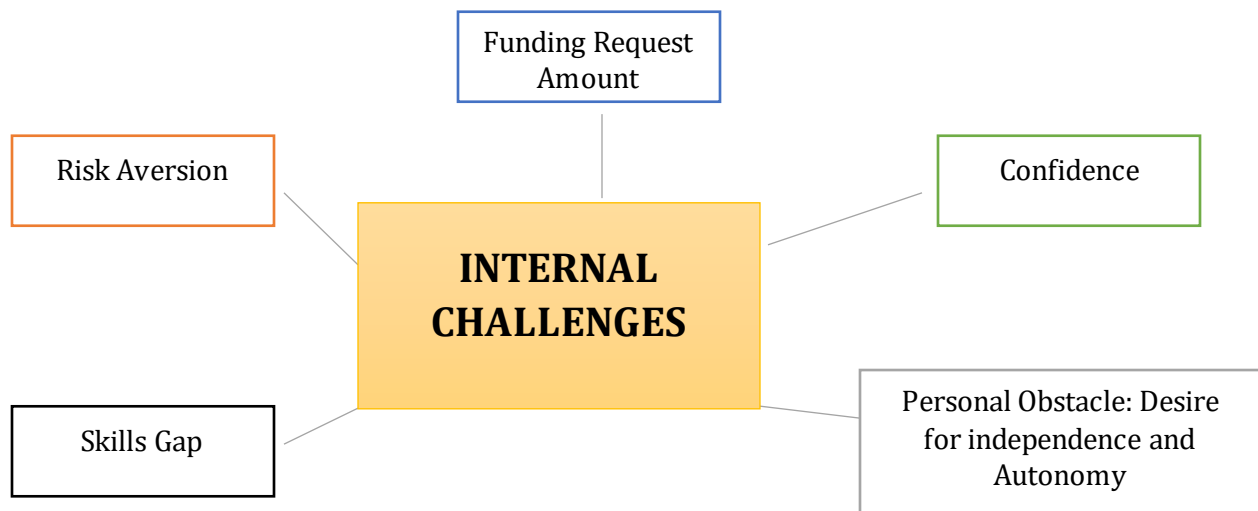 Funding Request
Amount
Risk Aversion
Confidence
INTERNAL
CHALLENGES
Skills Gap
Personal Obstacle: Desire
for independence and
Autonomy